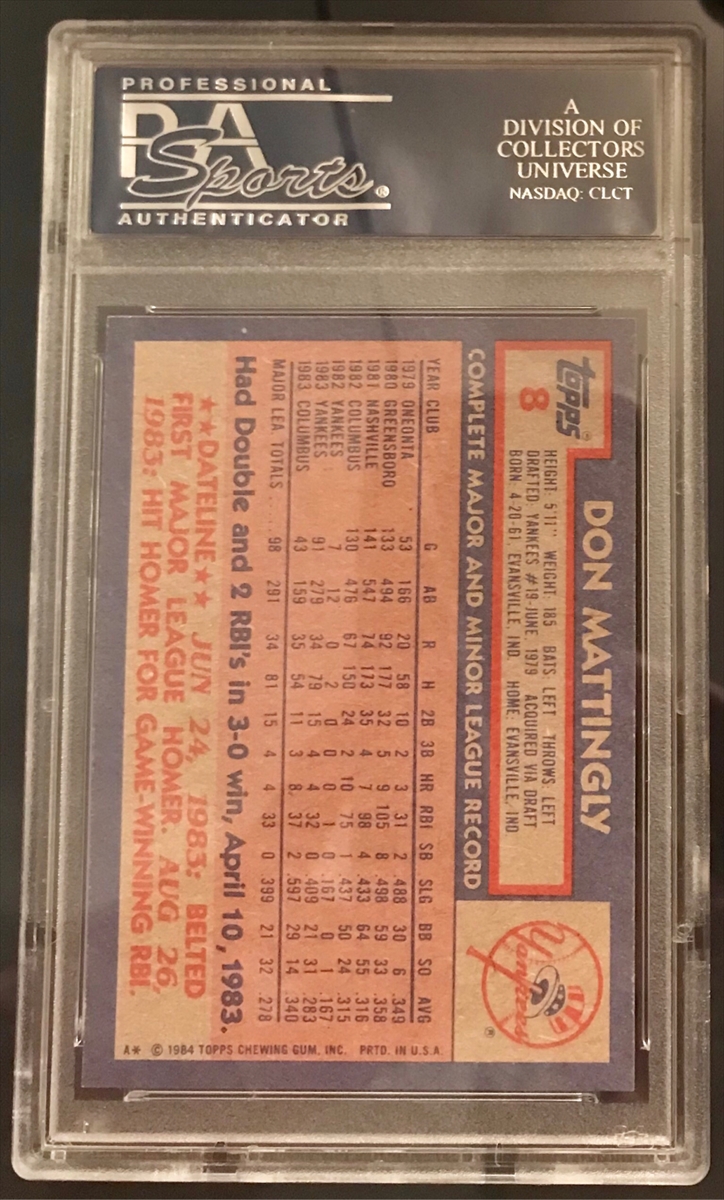 PROFESSIONAL
PSA
Sports®
AUTHENTICATOR
A
DIVISION OF
COLLECTORS
UNIVERSE
NASDAQ: CLCT
topps®
8
DON MATTINGLY
HEIGHT: 5'11" WEIGHT: 185 BATS: LEFT THROWS: LEFT
DRAFTED: YANKEES #19-JUNE, 1979 ACQUIRED: VIA DRAFT
BORN: 4-20-61, EVANSVILLE, IND. HOME: EVANSVILLE, IND.
Yankees®
COMPLETE MAJOR AND MINOR LEAGUE RECORD
YEAR CLUB G AB R H 2B 3B HR RBI SB SLG BB SO AVG
1979 ONEONTA 53 166 20 58 10 2 3 31 2 .488 30 6 .349
1980 GREENSBORO 133 494 92 177 32 5 9 105 8 .498 59 33 .358
1981 NASHVILLE 141 547 74 173 35 4 7 98 4 .433 64 55 .316
1982 COLUMBUS 130 476 67 150 24 2 10 75 1 .437 50 24 .315
1982 YANKEES 7 12 0 2 0 0 0 1 0 .167 0 1 .167
1983 YANKEES 91 279 34 79 15 4 4 32 0 .409 21 31 .283
1983 COLUMBUS 43 159 35 54 11 3 8 37 2 .597 29 14 .340
MAJOR LEA. TOTALS 98 291 34 81 15 4 4 33 0 .399 21 32 .278
Had Double and 2 RBI's in 3-0 win, April 10, 1983.
★★DATELINE★★ JUN 24, 1983: BELTED
FIRST MAJOR LEAGUE HOMER. AUG 26,
1983: HIT HOMER FOR GAME-WINNING RBI.
A* © 1984 TOPPS CHEWING GUM, INC. PRTD. IN U.S.A.